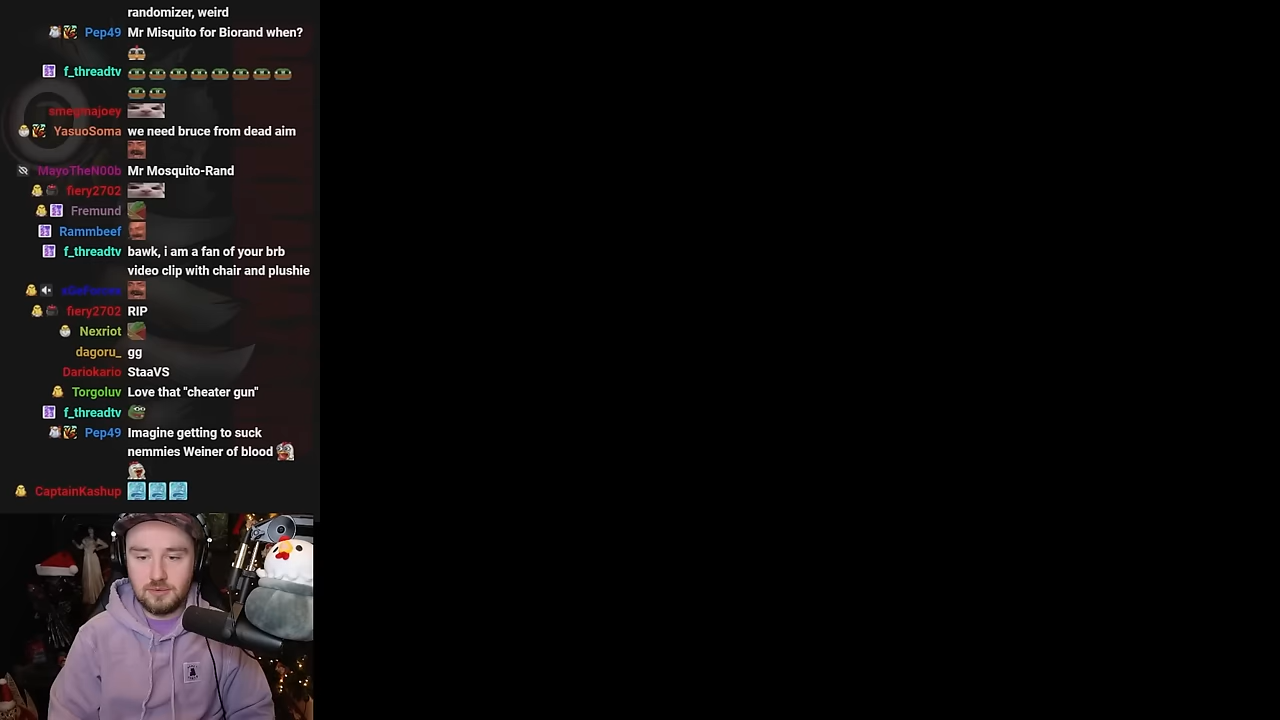 randomizer, weird
Pep49 Mr Misquito for Biorand when?
f_threadtv
smegmajoey
YasuoSoma we need bruce from dead aim
MayoTheN00b Mr Mosquito-Rand
fiery2702
Fremund
Rammbeef
f_threadtv bawk, i am a fan of your brb
video clip with chair and plushie
fiery2702 RIP
Nexriot
dagoru_ gg
Dariokario StaaVS
Torgoluv Love that "cheater gun"
f_threadtv
Pep49 Imagine getting to suck
nemmies Weiner of blood
CaptainKashup